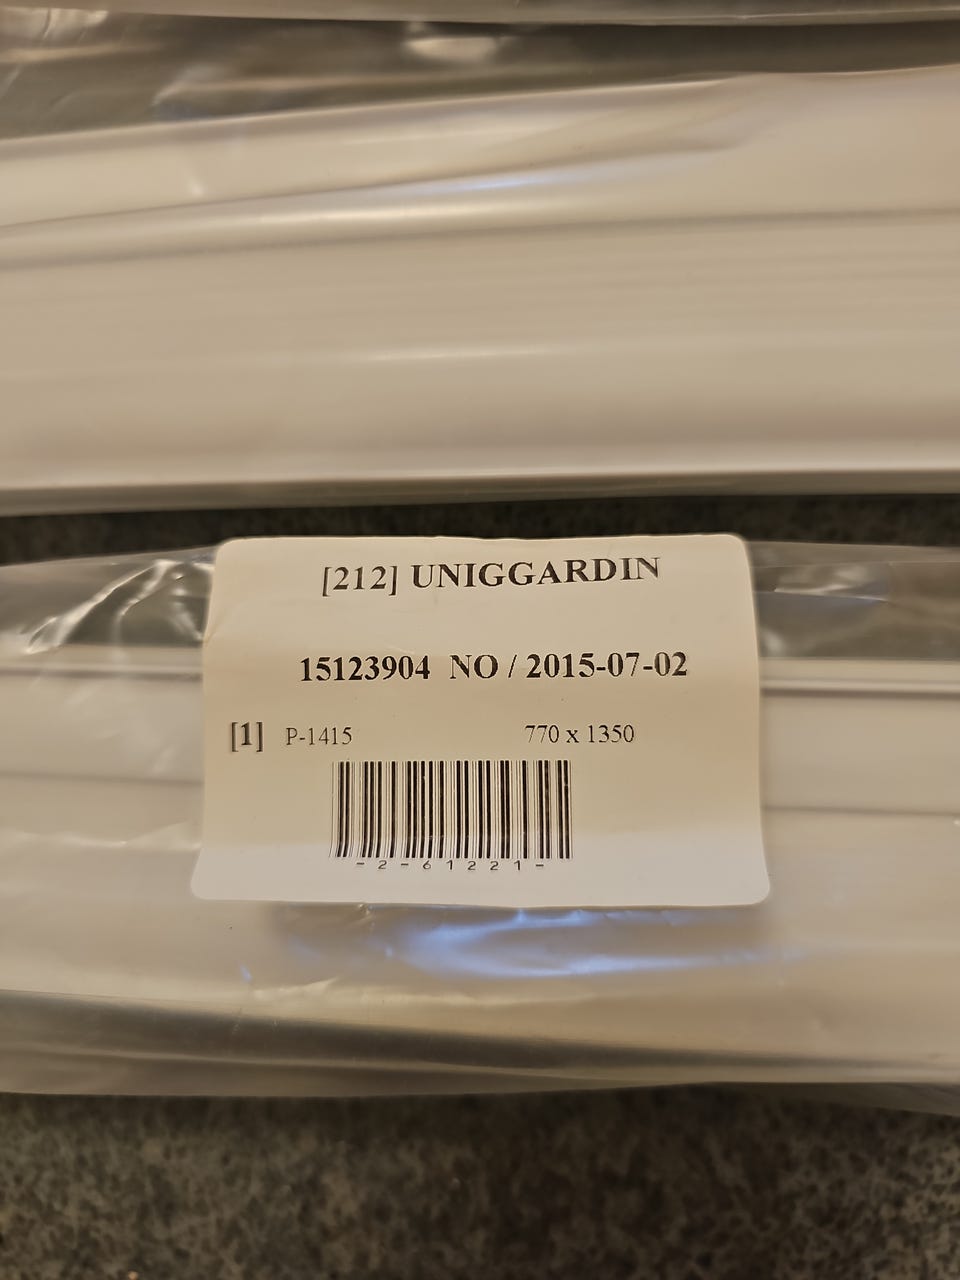 [212] UNIGGARDIN
15123904 NO / 2015-07-02
[1] P-1415 770 x 1350
-2-61221-